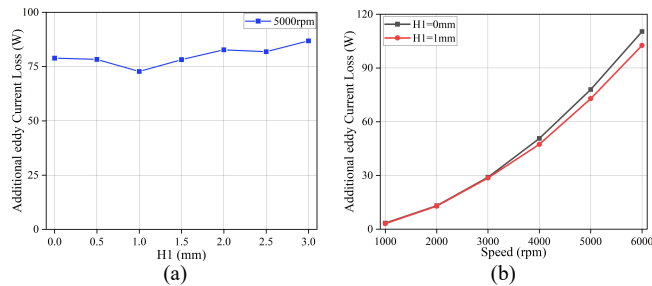 100
75
50
25
0
Additional eddy Current Loss (W)
5000rpm
0.0 0.5 1.0 1.5 2.0 2.5 3.0
H1 (mm)
(a)
120
90
60
30
0
Additional eddy Current Loss (W)
H1=0mm
H1=1mm
1000 2000 3000 4000 5000 6000
Speed (rpm)
(b)